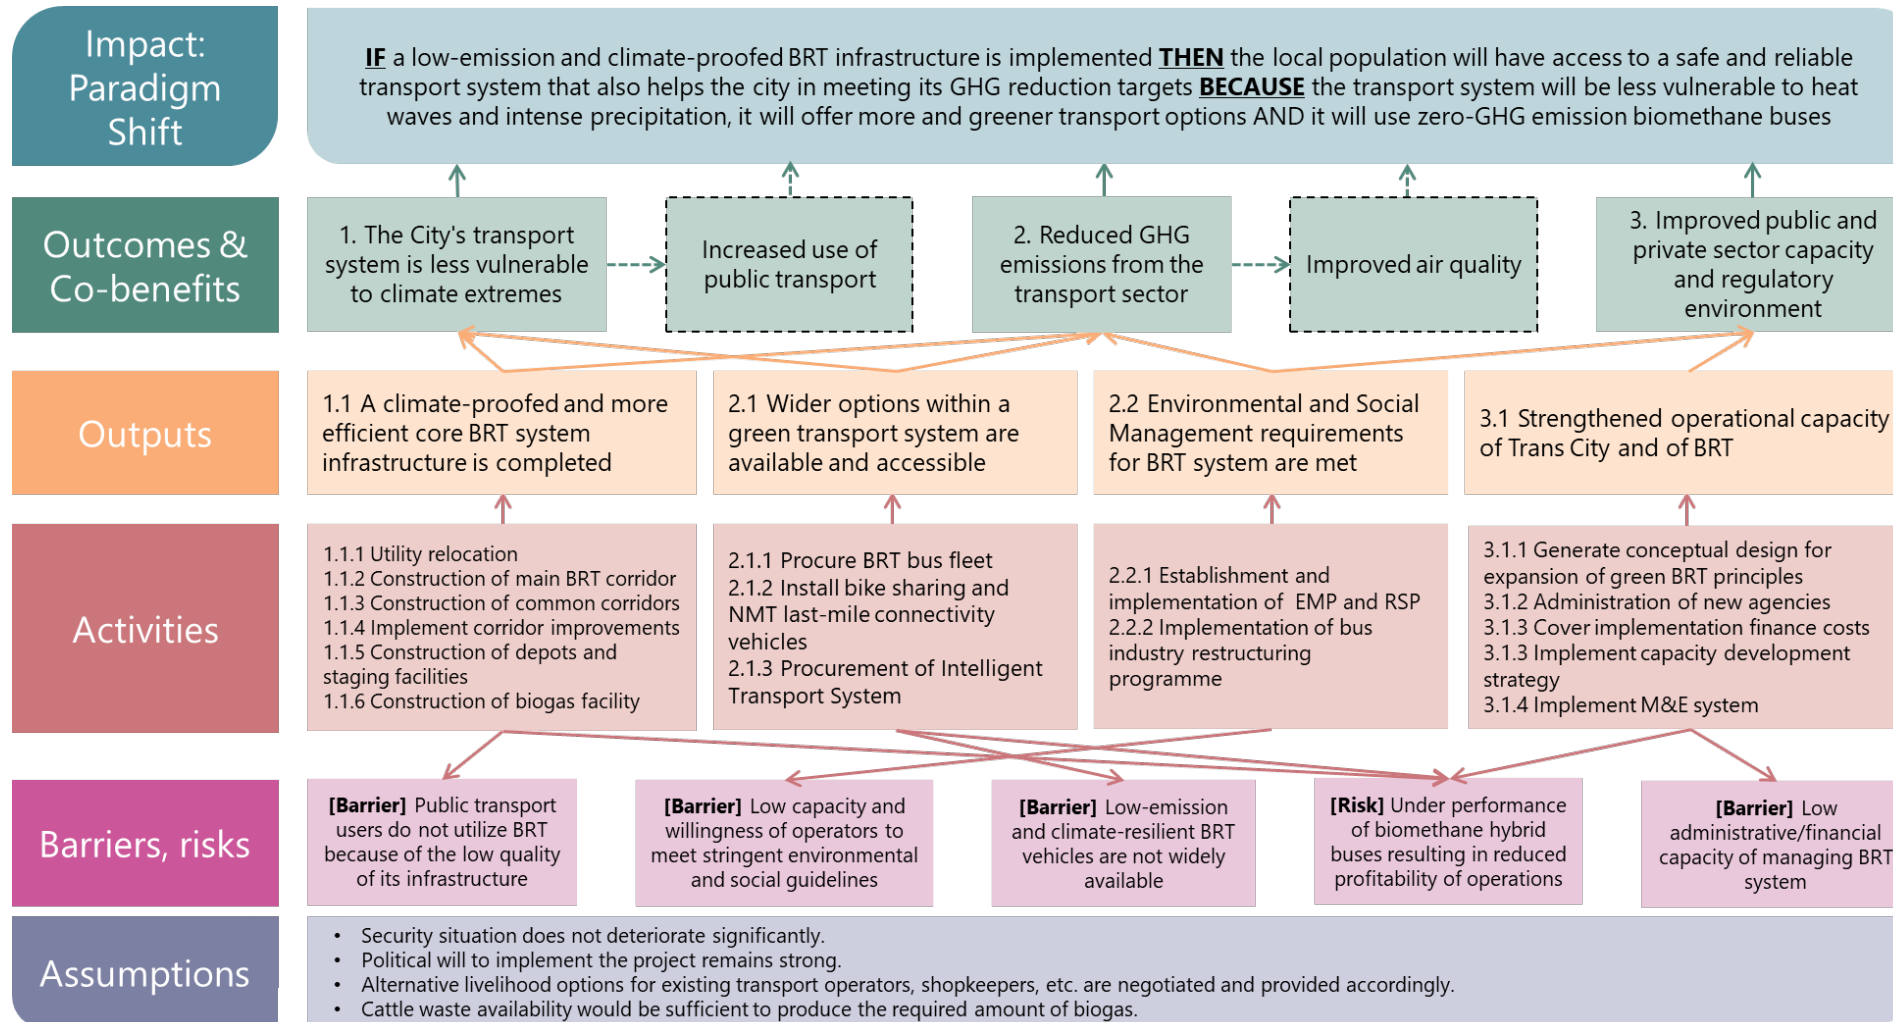 Impact:
Paradigm
Shift
IF a low-emission and climate-proofed BRT infrastructure is implemented THEN the local population will have access to a safe and reliable
transport system that also helps the city in meeting its GHG reduction targets BECAUSE the transport system will be less vulnerable to heat
waves and intense precipitation, it will offer more and greener transport options AND it will use zero-GHG emission biomethane buses
Outcomes &
Co-benefits
1. The City's transport
system is less vulnerable
to climate extremes
Increased use of
public transport
2. Reduced GHG
emissions from the
transport sector
Improved air quality
3. Improved public and
private sector capacity
and regulatory
environment
Outputs
1.1 A climate-proofed and more
efficient core BRT system
infrastructure is completed
2.1 Wider options within a
green transport system are
available and accessible
2.2 Environmental and Social
Management requirements
for BRT system are met
3.1 Strengthened operational capacity
of Trans City and of BRT
Activities
1.1.1 Utility relocation
1.1.2 Construction of main BRT corridor
1.1.3 Construction of common corridors
1.1.4 Implement corridor improvements
1.1.5 Construction of depots and
staging facilities
1.1.6 Construction of biogas facility
2.1.1 Procure BRT bus fleet
2.1.2 Install bike sharing and
NMT last-mile connectivity
vehicles
2.1.3 Procurement of Intelligent
Transport System
2.2.1 Establishment and
implementation of EMP and RSP
2.2.2 Implementation of bus
industry restructuring
programme
3.1.1 Generate conceptual design for
expansion of green BRT principles
3.1.2 Administration of new agencies
3.1.3 Cover implementation finance costs
3.1.3 Implement capacity development
strategy
3.1.4 Implement M&E system
Barriers, risks
[Barrier] Public transport
users do not utilize BRT
because of the low quality
of its infrastructure
[Barrier] Low capacity and
willingness of operators to
meet stringent environmental
and social guidelines
[Barrier] Low-emission
and climate-resilient BRT
vehicles are not widely
available
[Risk] Under performance
of biomethane hybrid
buses resulting in reduced
profitability of operations
[Barrier] Low
administrative/financial
capacity of managing BRT
system
Assumptions
• Security situation does not deteriorate significantly.
• Political will to implement the project remains strong.
• Alternative livelihood options for existing transport operators, shopkeepers, etc. are negotiated and provided accordingly.
• Cattle waste availability would be sufficient to produce the required amount of biogas.